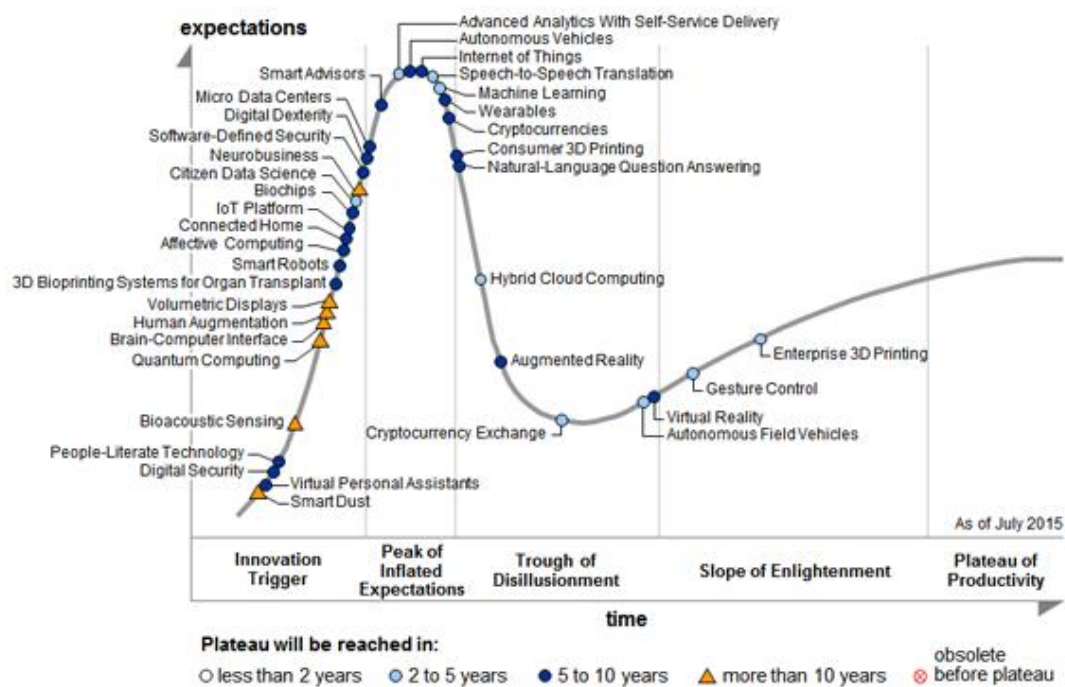 expectations
Advanced Analytics With Self-Service Delivery
Autonomous Vehicles
Internet of Things
Smart Advisors
Speech-to-Speech Translation
Machine Learning
Micro Data Centers
Wearables
Digital Dexterity
Cryptocurrencies
Software-Defined Security
Consumer 3D Printing
Neurobusiness
Natural-Language Question Answering
Citizen Data Science
Biochips
IoT Platform
Connected Home
Affective Computing
Smart Robots
Hybrid Cloud Computing
3D Bioprinting Systems for Organ Transplant
Volumetric Displays
Human Augmentation
Brain-Computer Interface
Enterprise 3D Printing
Quantum Computing
Augmented Reality
Gesture Control
Bioacoustic Sensing
Virtual Reality
Cryptocurrency Exchange
Autonomous Field Vehicles
People-Literate Technology
Digital Security
Virtual Personal Assistants
Smart Dust
As of July 2015
Innovation
Trigger
Peak of
Inflated
Expectations
Trough of
Disillusionment
Slope of Enlightenment
Plateau of
Productivity
time
Plateau will be reached in:
less than 2 years
2 to 5 years
5 to 10 years
more than 10 years
obsolete
before plateau